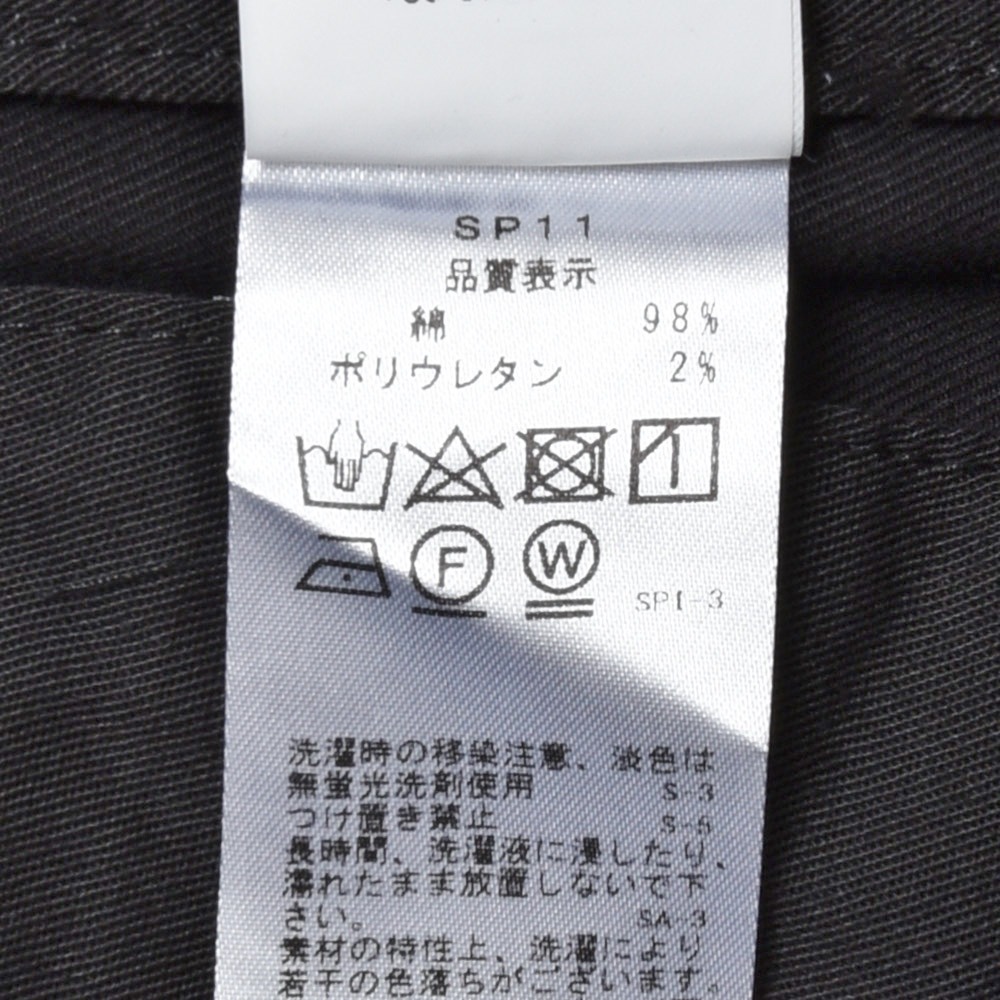 SP11
品質表示
綿 98%
ポリウレタン 2%
F W SPI-3
洗濯時の移染注意、淡色は
無蛍光洗剤使用 S-3
つけ置き禁止 S-5
長時間、洗濯液に浸したり、
濡れたまま放置しないで下
さい。 SA-3
素材の特性上、洗濯により
若干の色落ちがございます。